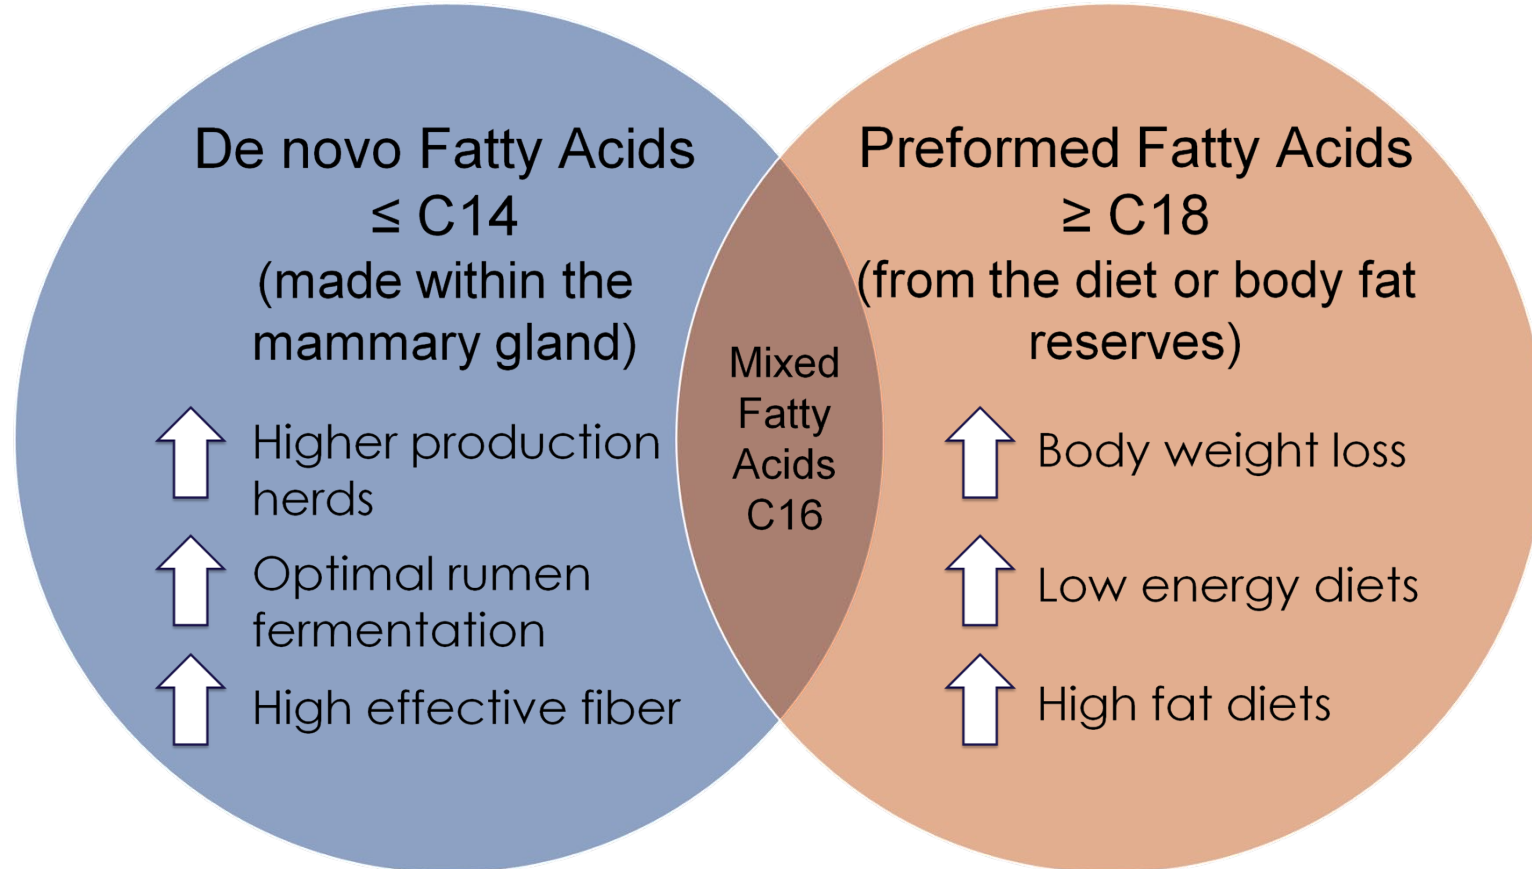 De novo Fatty Acids
≤ C14
(made within the
mammary gland)
Higher production
herds
Optimal rumen
fermentation
High effective fiber
Mixed
Fatty
Acids
C16
Preformed Fatty Acids
≥ C18
(from the diet or body fat
reserves)
Body weight loss
Low energy diets
High fat diets